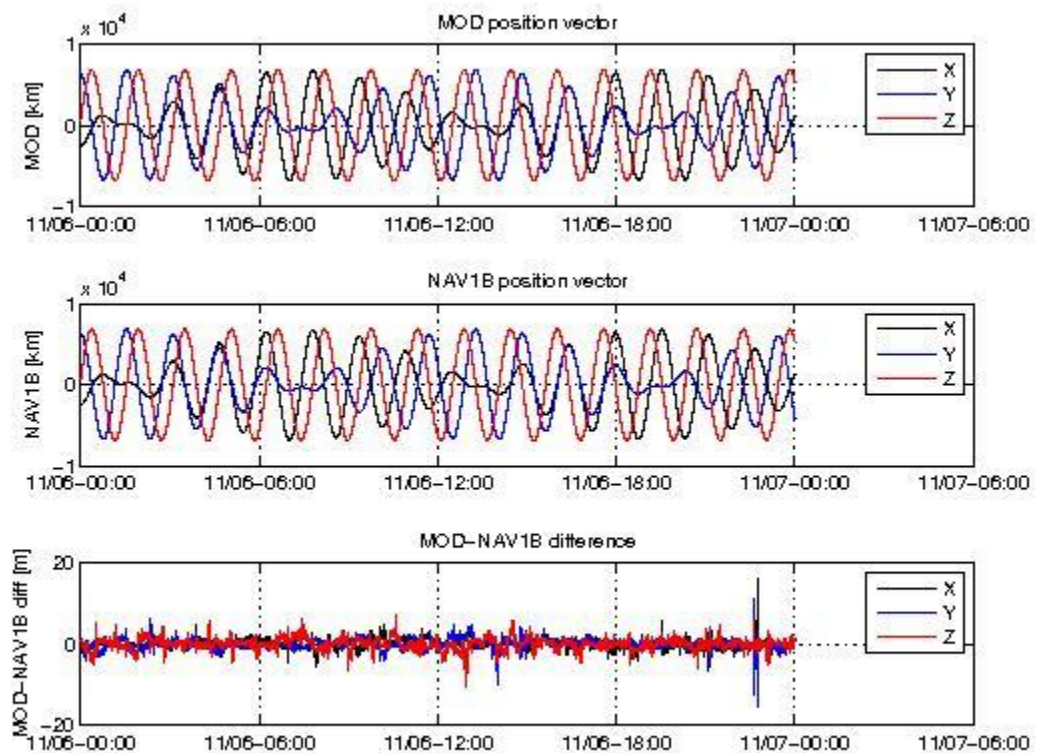 MOD position vector
x 10^4
MOD [km]
1
0
−1
X
Y
Z
11/06−00:00 11/06−06:00 11/06−12:00 11/06−18:00 11/07−00:00 11/07−06:00
NAV1B position vector
x 10^4
NAV1B [km]
1
0
−1
X
Y
Z
11/06−00:00 11/06−06:00 11/06−12:00 11/06−18:00 11/07−00:00 11/07−06:00
MOD−NAV1B difference
MOD−NAV1B diff [m]
20
0
−20
X
Y
Z
11/06−00:00 11/06−06:00 11/06−12:00 11/06−18:00 11/07−00:00 11/07−06:00